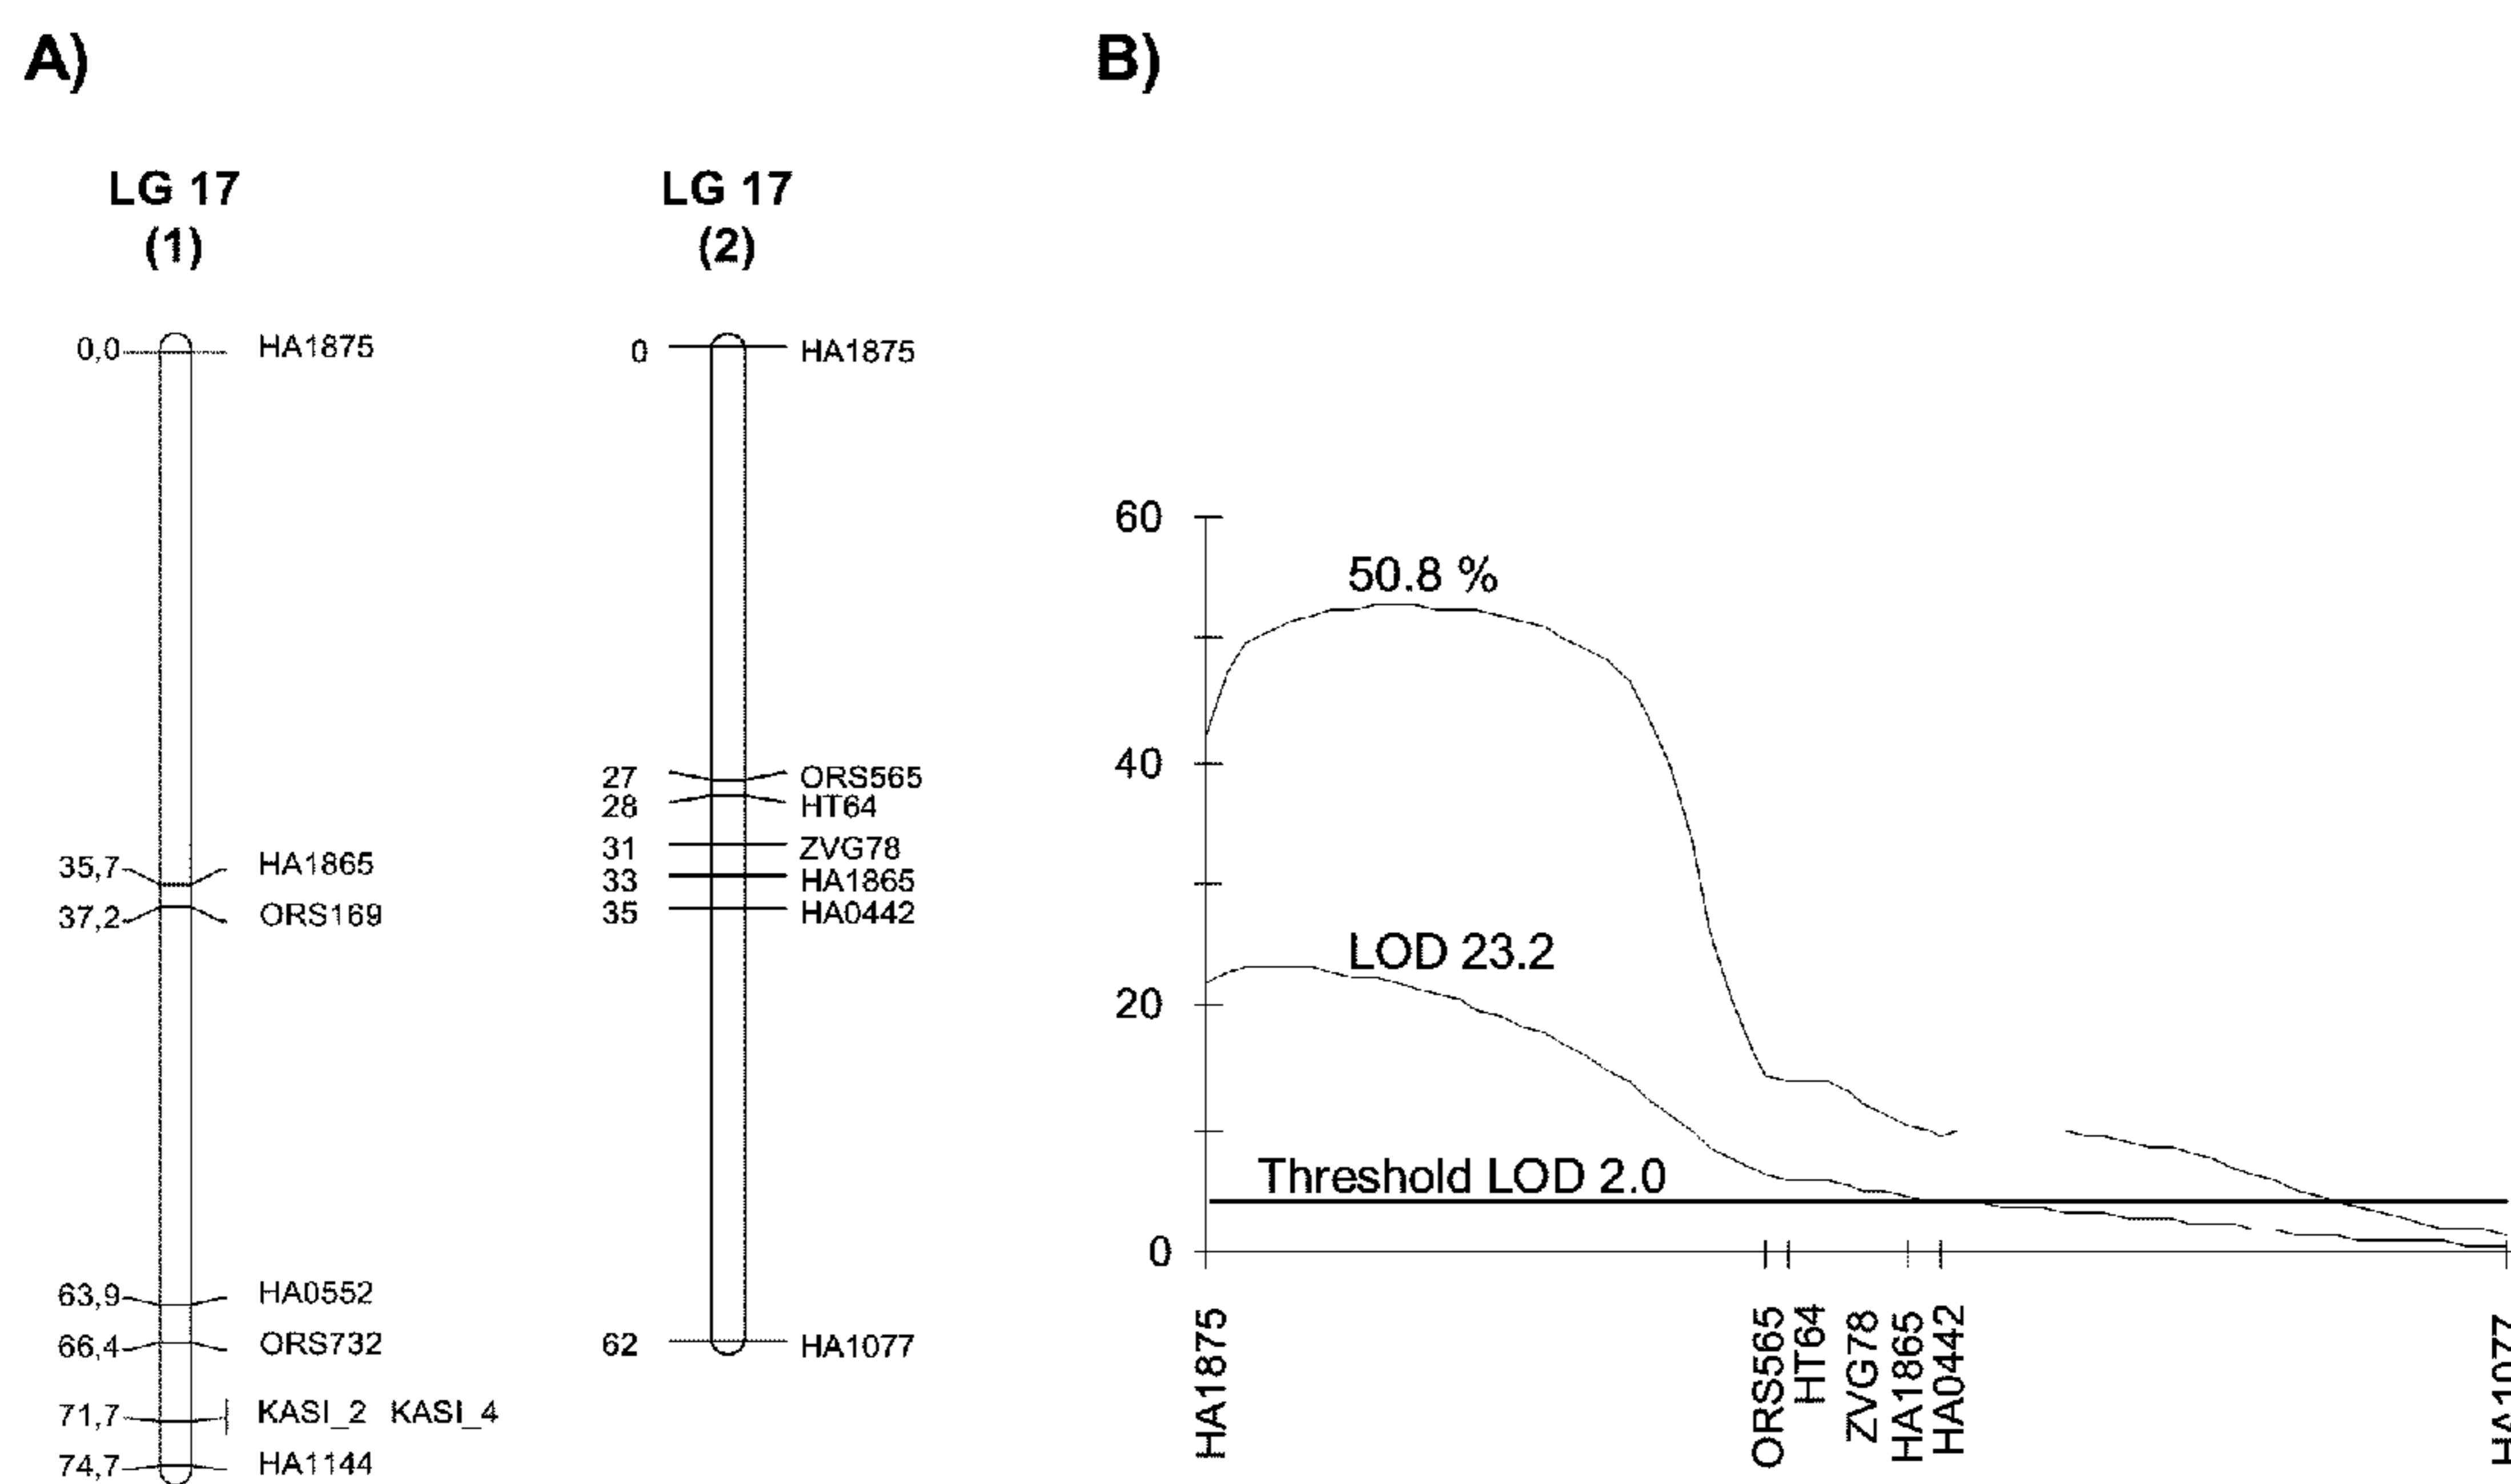 A)
LG 17
(1)
0,0 HA1875
35,7 HA1865
37,2 ORS169
63,9 HA0552
66,4 ORS732
71,7 KASI_2 KASI_4
74,7 HA1144
LG 17
(2)
0 HA1875
27 ORS565
28 HT64
31 ZVG78
33 HA1865
35 HA0442
62 HA1077
B)
60
40
20
0
50.8 %
LOD 23.2
Threshold LOD 2.0
HA1875
ORS565
HT64
ZVG78
HA1865
HA0442
HA1077